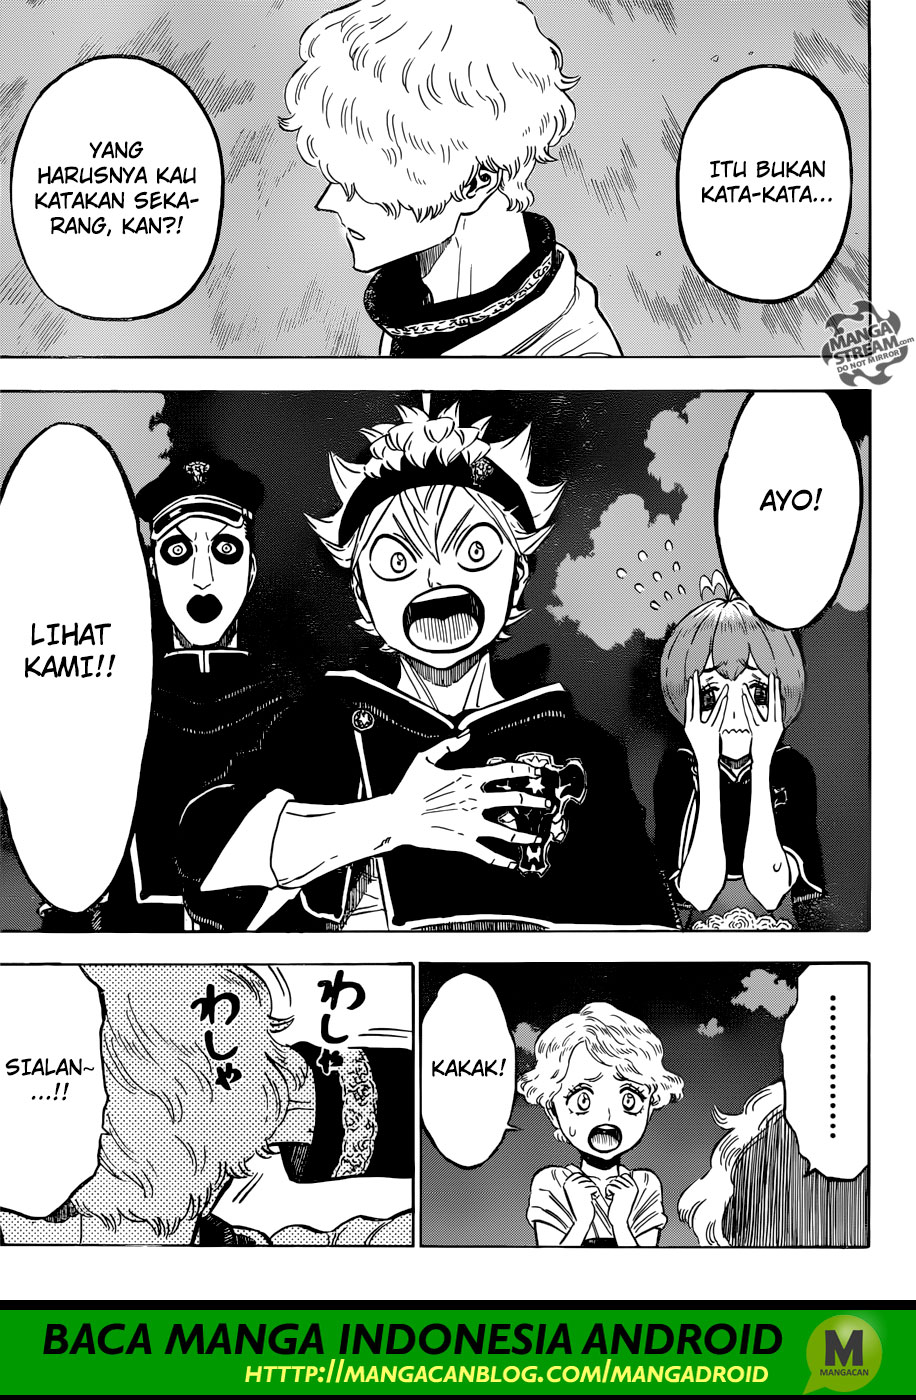 ITU BUKAN
KATA-KATA...
YANG
HARUSNYA KAU
KATAKAN SEKA-
RANG, KAN?!
MANGA
STREAM.com
DO NOT MIRROR!
AYO!
LIHAT
KAMI!!
..........
KAKAK!
わしゃ
わしゃ
SIALAN~
...!!
BACA MANGA INDONESIA ANDROID
HTTTP://MANGACANBLOG.COM/MANGADROID
M
MANGACAN